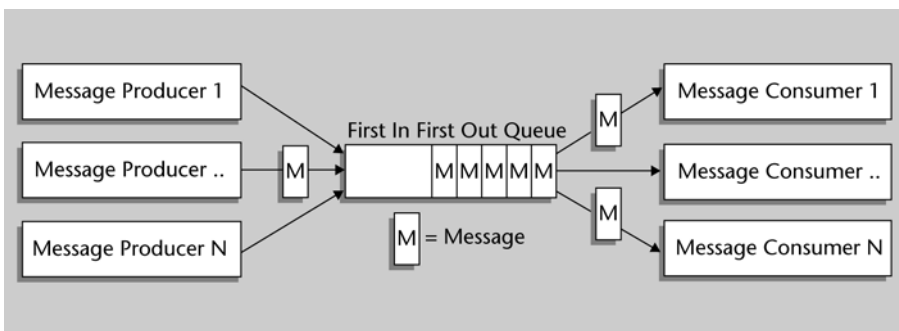 Message Producer 1
Message Producer ..
Message Producer N
M
First In First Out Queue
M M M M M
M = Message
M
M
Message Consumer 1
Message Consumer ..
Message Consumer N